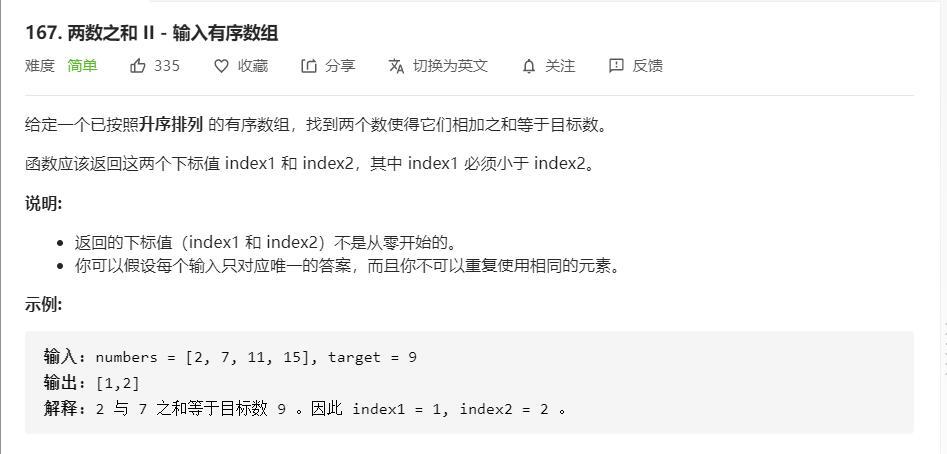 167. 两数之和 II - 输入有序数组
难度 简单 335 收藏 分享 切换为英文 关注 反馈
给定一个已按照升序排列 的有序数组，找到两个数使得它们相加之和等于目标数。
函数应该返回这两个下标值 index1 和 index2，其中 index1 必须小于 index2。
说明:
返回的下标值（index1 和 index2）不是从零开始的。
你可以假设每个输入只对应唯一的答案，而且你不可以重复使用相同的元素。
示例:
输入: numbers = [2, 7, 11, 15], target = 9
输出: [1,2]
解释: 2 与 7 之和等于目标数 9 。因此 index1 = 1, index2 = 2 。